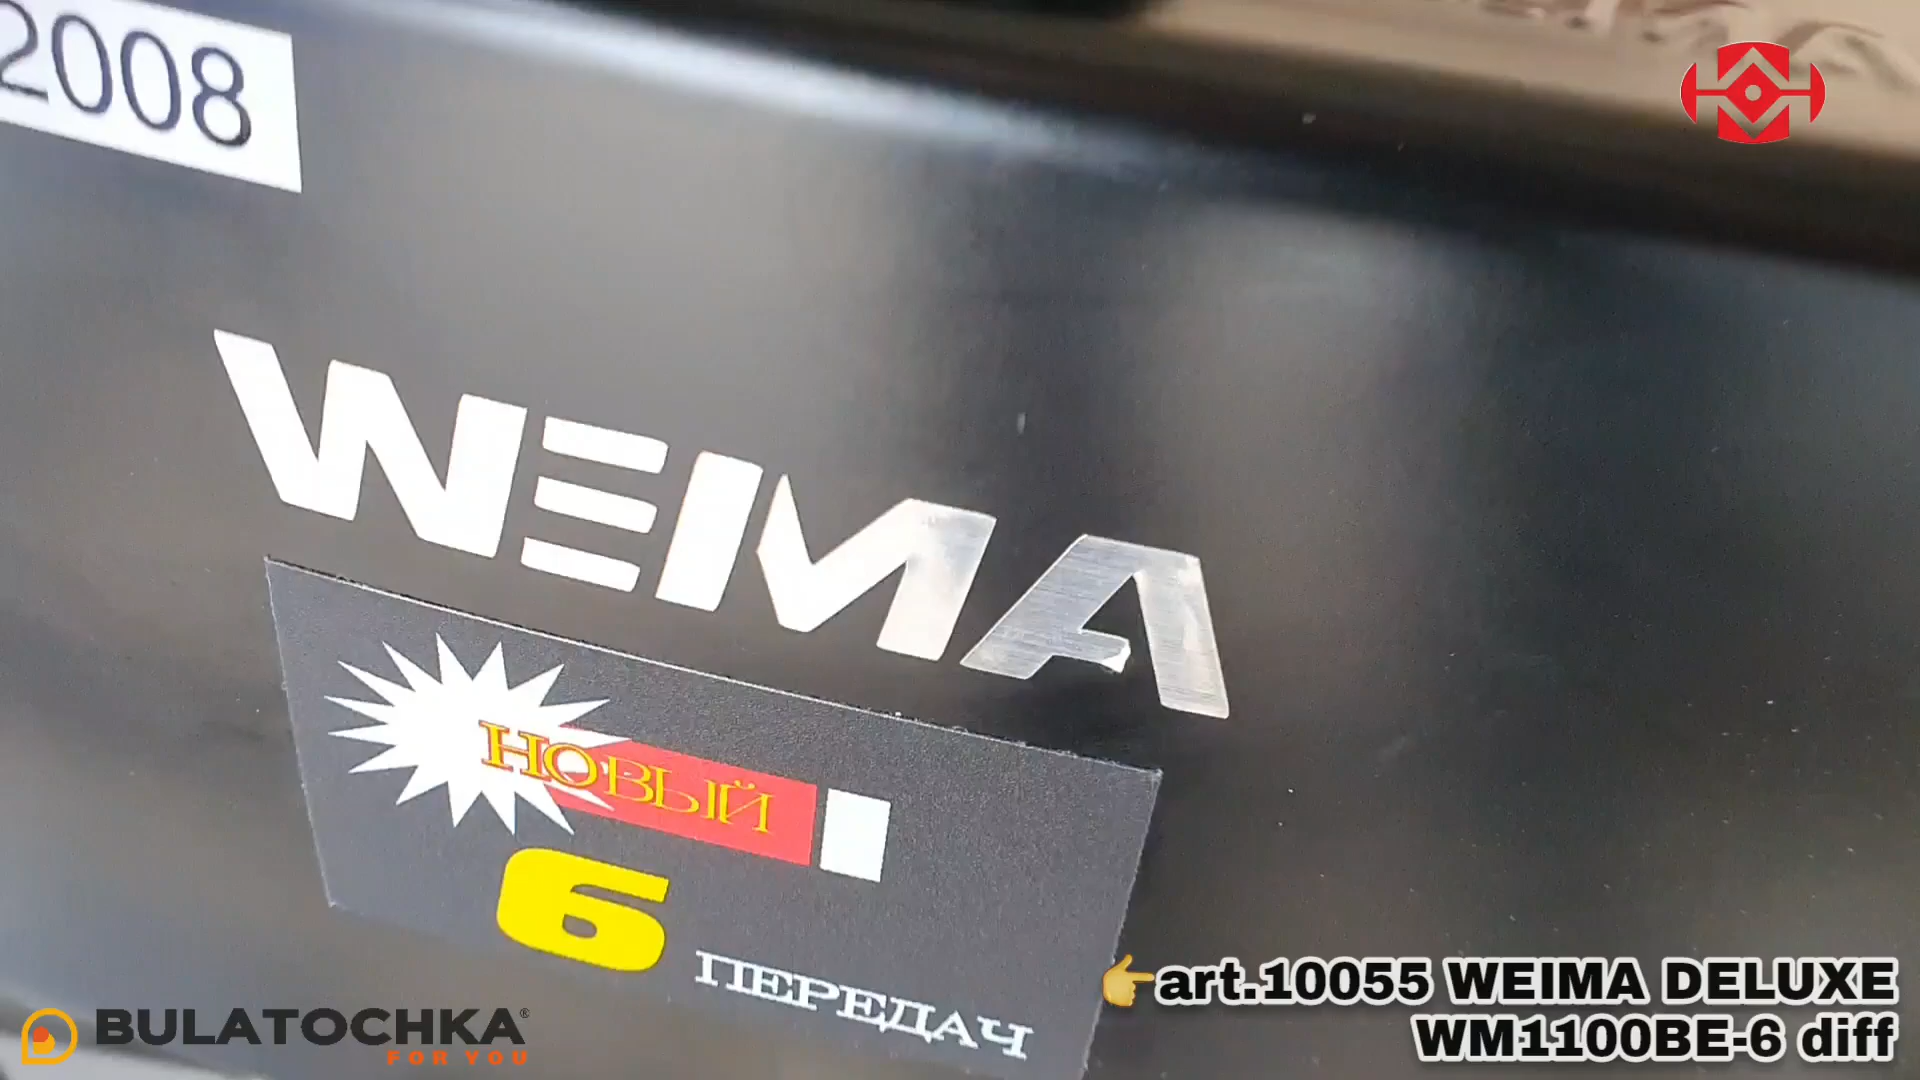 2008
WEIMA
НОВЫЙ
6 ПЕРЕДАЧ
👉art.10055 WEIMA DELUXE
WM1100BE-6 diff
BULATOCHKA®
FOR YOU